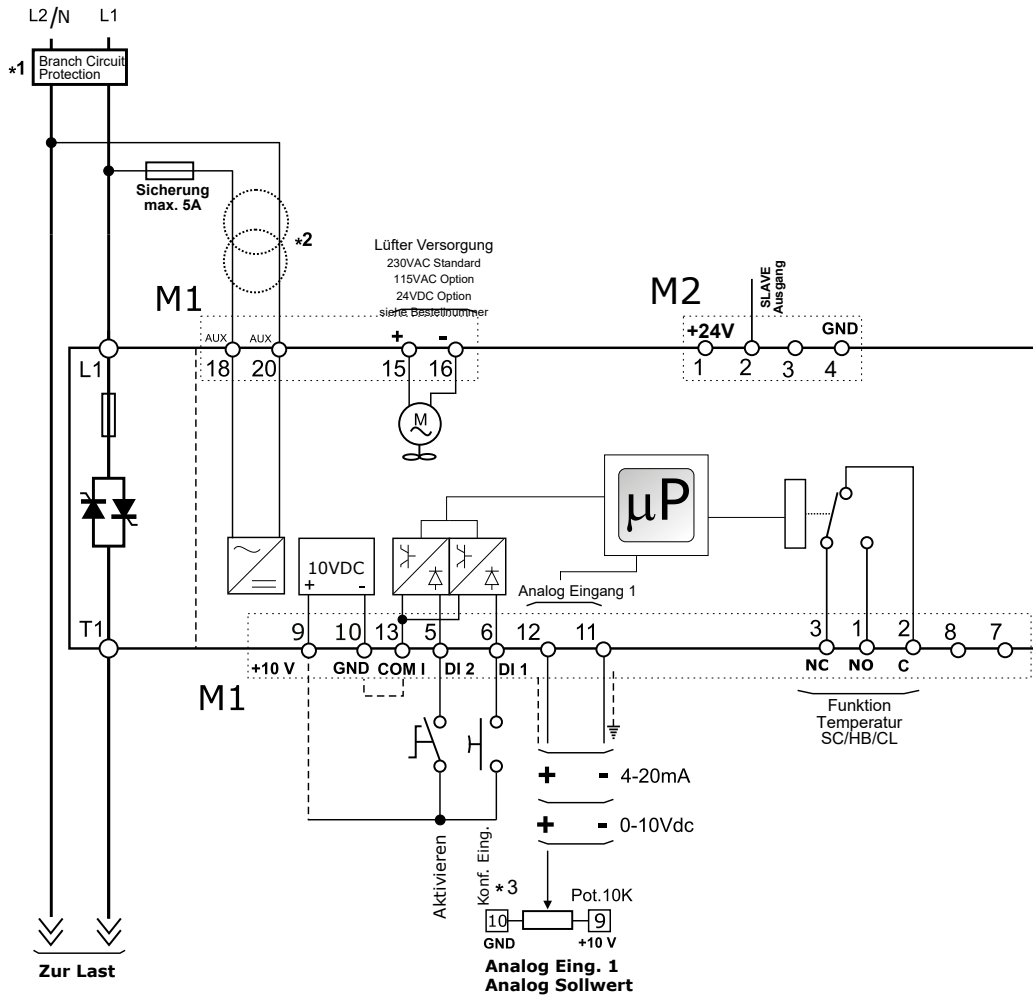 L2/N L1
*1
Branch Circuit
Protection
Sicherung
max. 5A
*2
Lüfter Versorgung
230VAC Standard
115VAC Option
24VDC Option
siehe Bestellnummer
M1
M2
SLAVE
Ausgang
AUX AUX
+ -
+24V GND
18 20 15 16
1 2 3 4
L1
M
µP
10VDC
+ -
Analog Eingang 1
T1
9 10 13 5 6 12 11 3 1 2 8 7
+10 V GND COM I DI 2 DI 1 NC NO C
M1
Funktion
Temperatur
SC/HB/CL
+ - 4-20mA
+ - 0-10Vdc
Aktivieren
Konf. Eing.
*3
Pot.10K
10 9
GND +10 V
Analog Eing. 1
Analog Sollwert
Zur Last